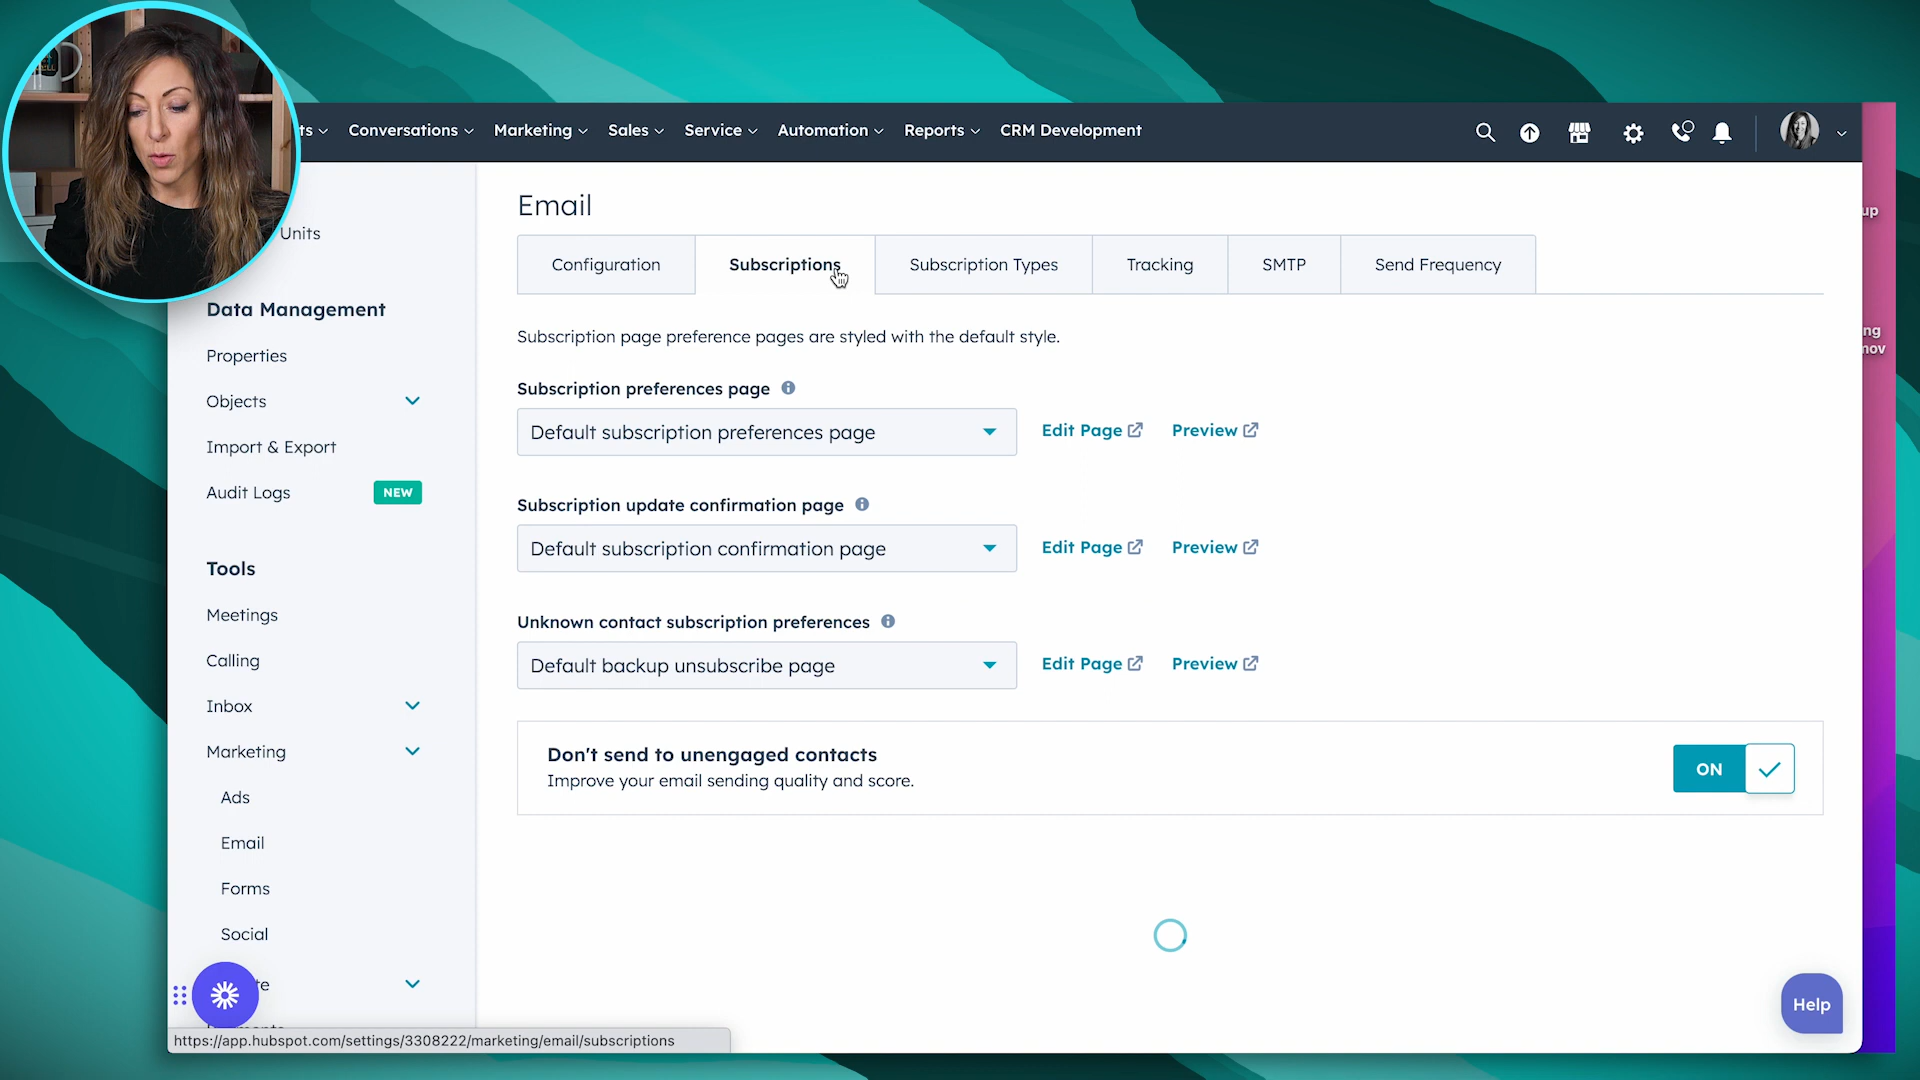 ts
Conversations
Marketing
Sales
Service
Automation
Reports
CRM Development
Units
Data Management
Properties
Objects
Import & Export
Audit Logs
NEW
Tools
Meetings
Calling
Inbox
Marketing
Ads
Email
Forms
Social
te
https://app.hubspot.com/settings/3308222/marketing/email/subscriptions
Email
Configuration
Subscriptions
Subscription Types
Tracking
SMTP
Send Frequency
Subscription page preference pages are styled with the default style.
Subscription preferences page
Default subscription preferences page
Edit Page
Preview
Subscription update confirmation page
Default subscription confirmation page
Edit Page
Preview
Unknown contact subscription preferences
Default backup unsubscribe page
Edit Page
Preview
Don't send to unengaged contacts
Improve your email sending quality and score.
ON
Help
up
ng
nov